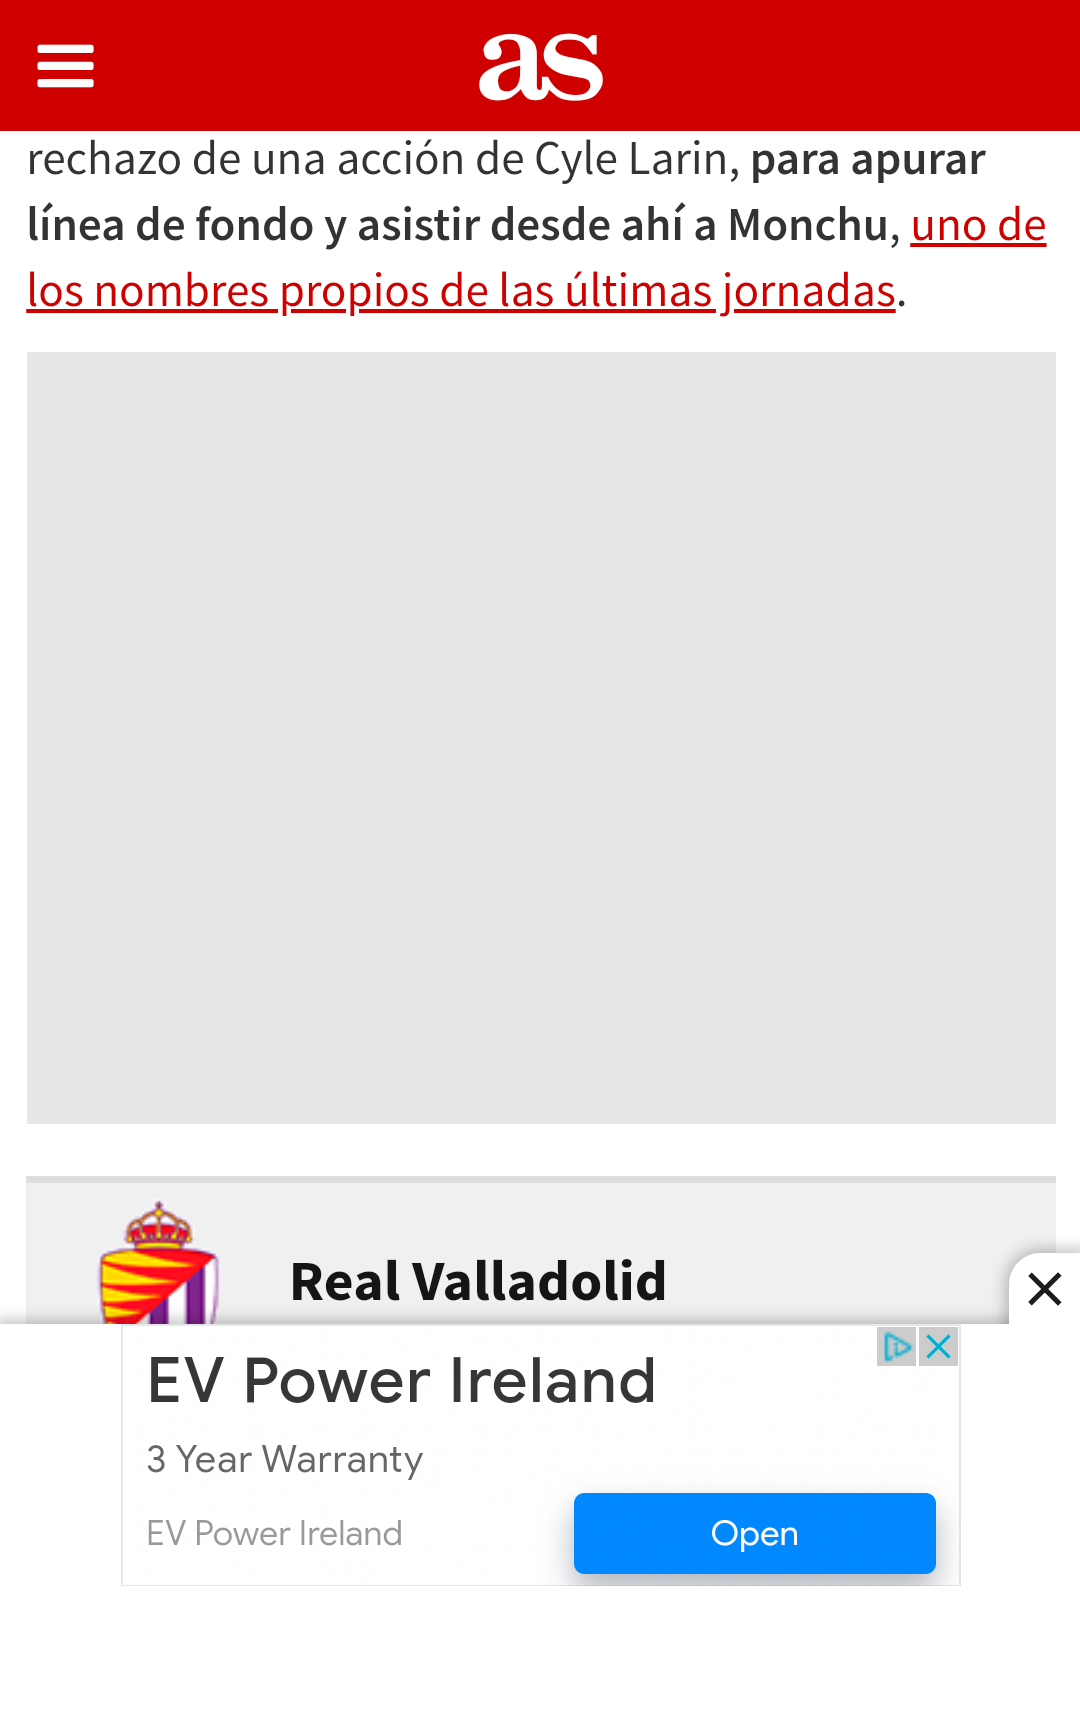 as
rechazo de una acción de Cyle Larin, para apurar
línea de fondo y asistir desde ahí a Monchu, uno de
los nombres propios de las últimas jornadas.
Real Valladolid
EV Power Ireland
3 Year Warranty
EV Power Ireland
Open